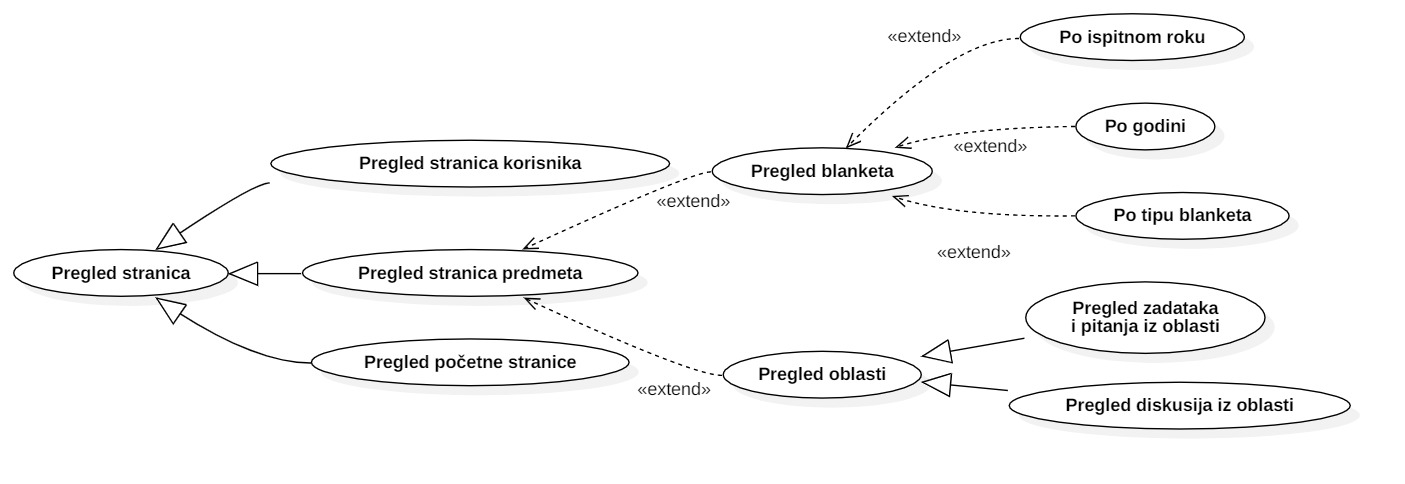 «extend»
Po ispitnom roku
Po godini
«extend»
Pregled stranica korisnika
Pregled blanketa
«extend»
Po tipu blanketa
«extend»
Pregled stranica
Pregled stranica predmeta
Pregled zadataka
i pitanja iz oblasti
Pregled početne stranice
Pregled oblasti
«extend»
Pregled diskusija iz oblasti